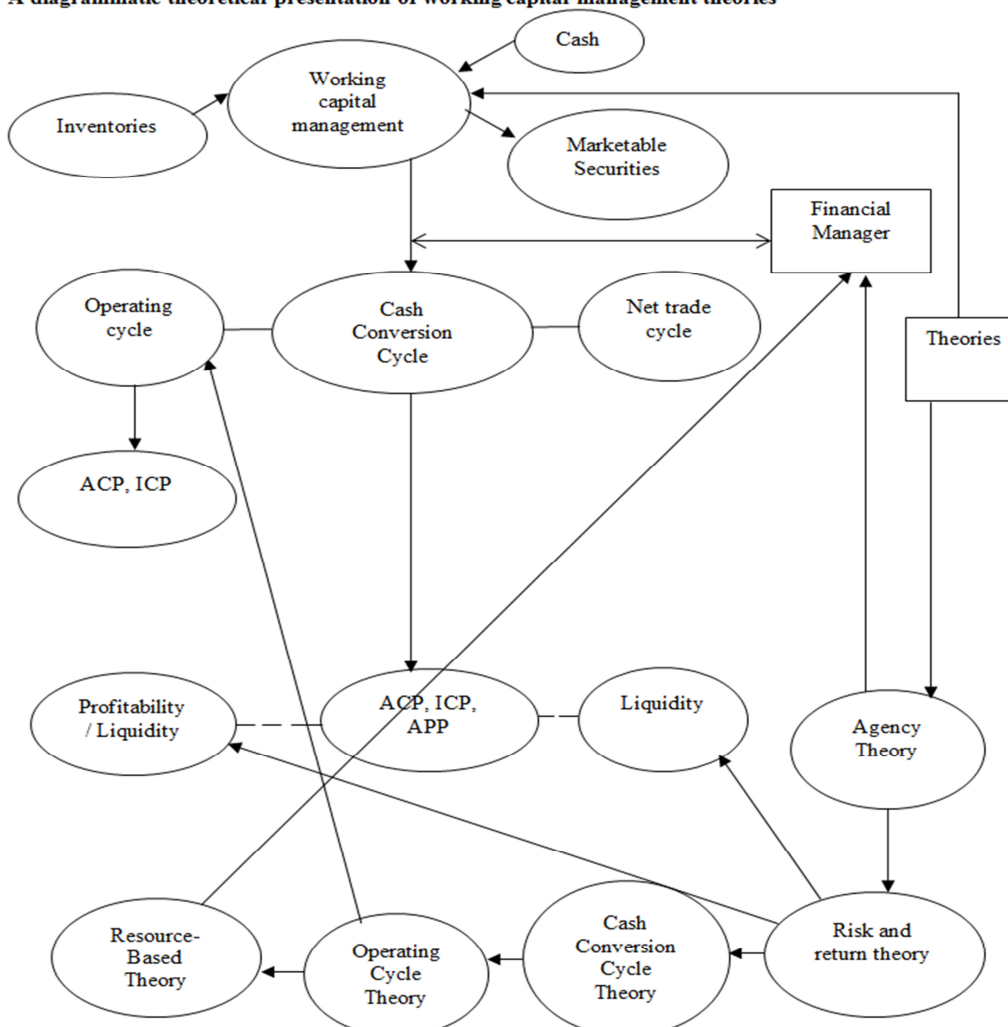 A diagrammatic theoretical presentation of working capital management theories
Cash
Working
capital
management
Inventories
Marketable
Securities
Financial
Manager
Operating
cycle
Cash
Conversion
Cycle
Net trade
cycle
Theories
ACP, ICP
Profitability
/ Liquidity
ACP, ICP,
APP
Liquidity
Agency
Theory
Resource-
Based
Theory
Operating
Cycle
Theory
Cash
Conversion
Cycle
Theory
Risk and
return theory